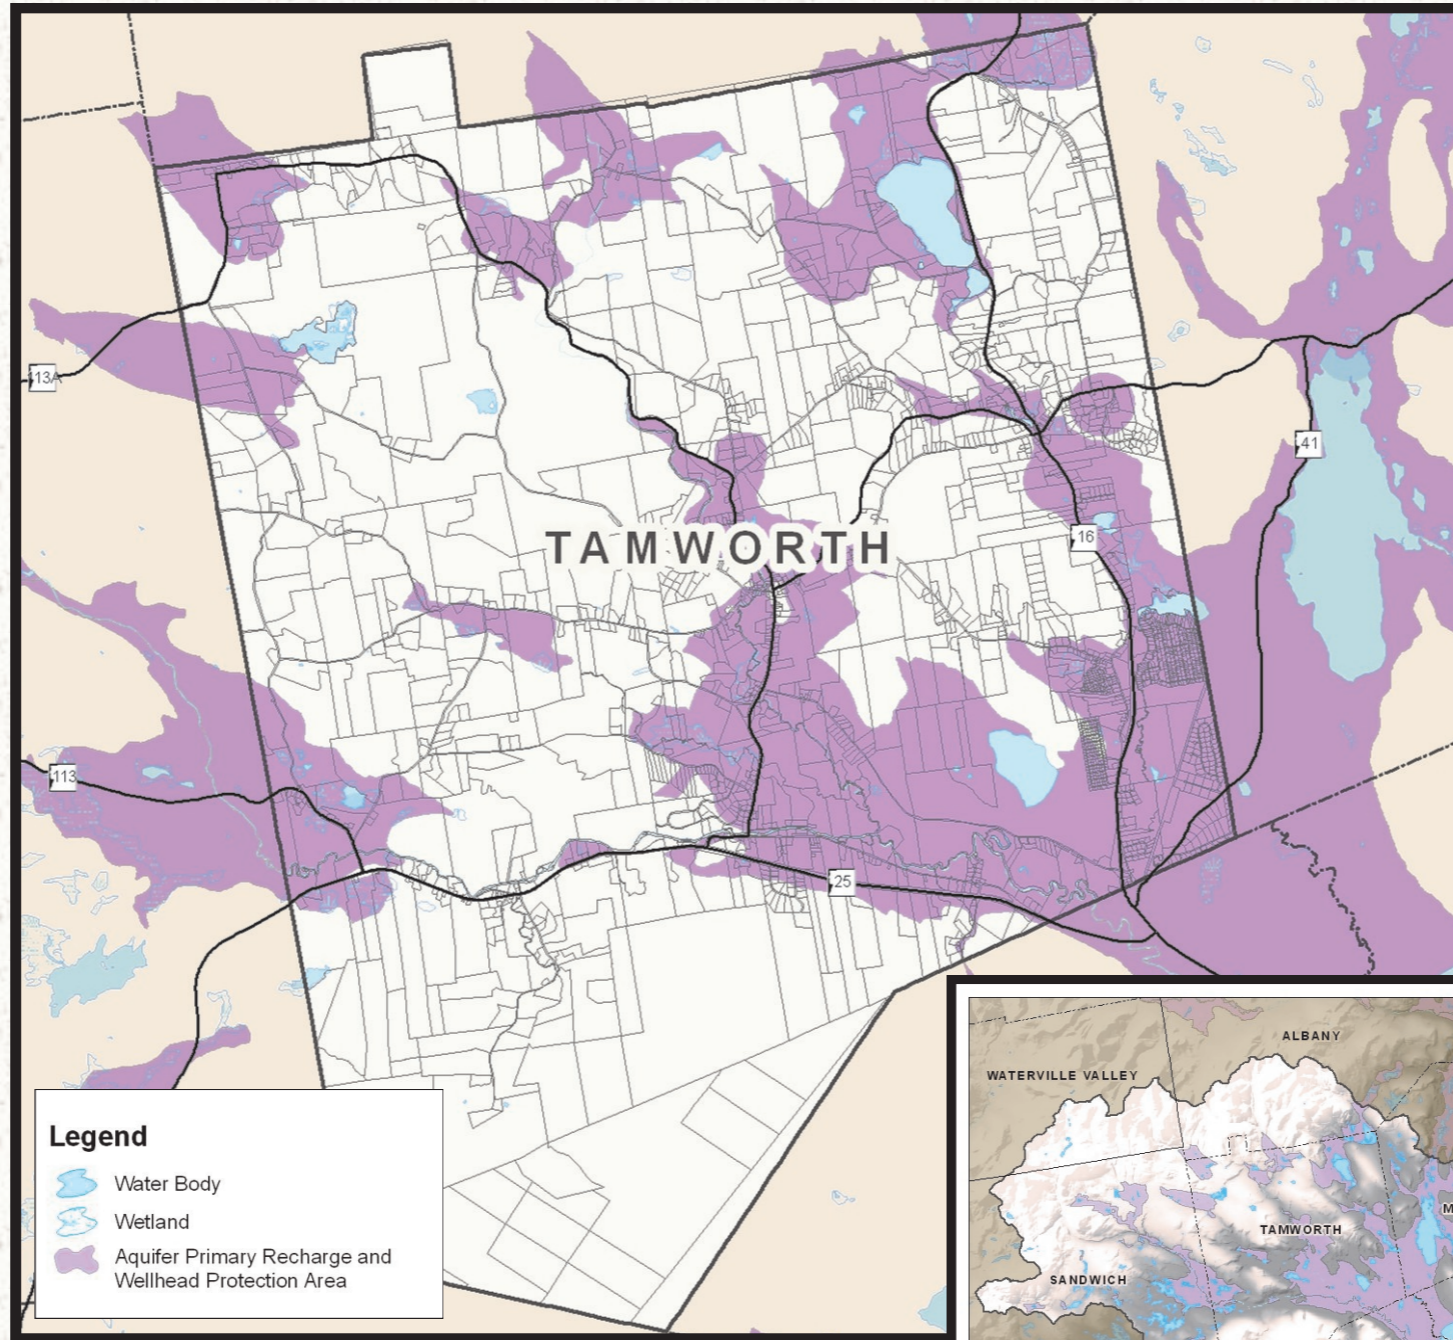 113A
41
TAMWORTH
16
113
25
Legend
Water Body
Wetland
Aquifer Primary Recharge and
Wellhead Protection Area
ALBANY
WATERVILLE VALLEY
M
TAMWORTH
SANDWICH